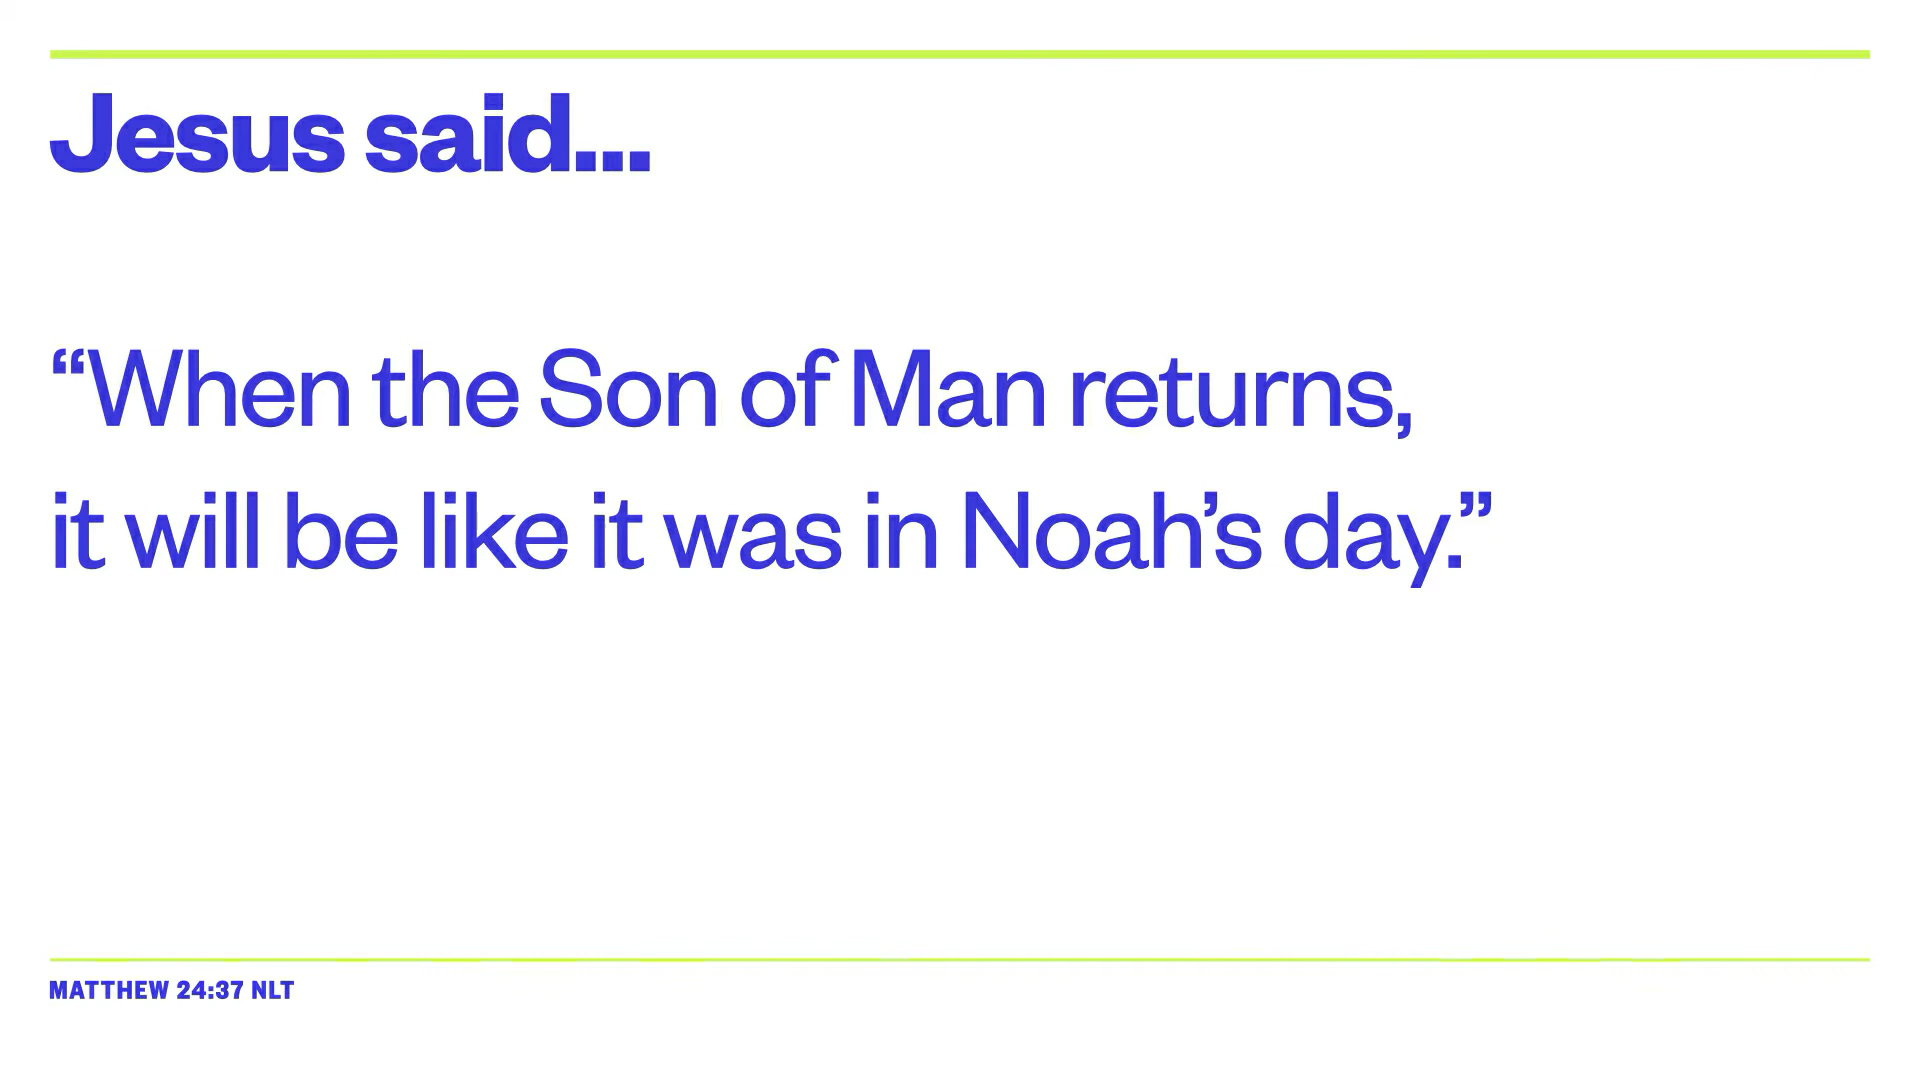 Jesus said...
“When the Son of Man returns,
it will be like it was in Noah’s day.”
MATTHEW 24:37 NLT